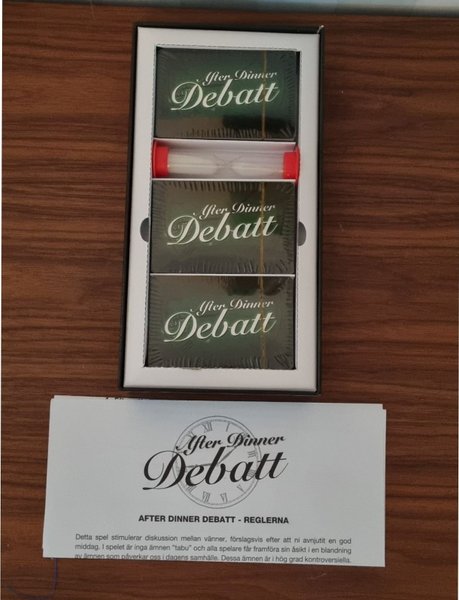 After Dinner
Debatt
After Dinner
Debatt
After Dinner
Debatt
After Dinner
Debatt
AFTER DINNER DEBATT - REGLERNA
Detta spel stimulerar diskussion mellan vänner, förslagsvis efter att ni avnjutit en god
middag. I spelet är inga ämnen "tabu" och alla spelare får framföra sin åsikt i en blandning
av ämnen som påverkar oss i dagens samhälle. Dessa ämnen är i hög grad kontroversiella.